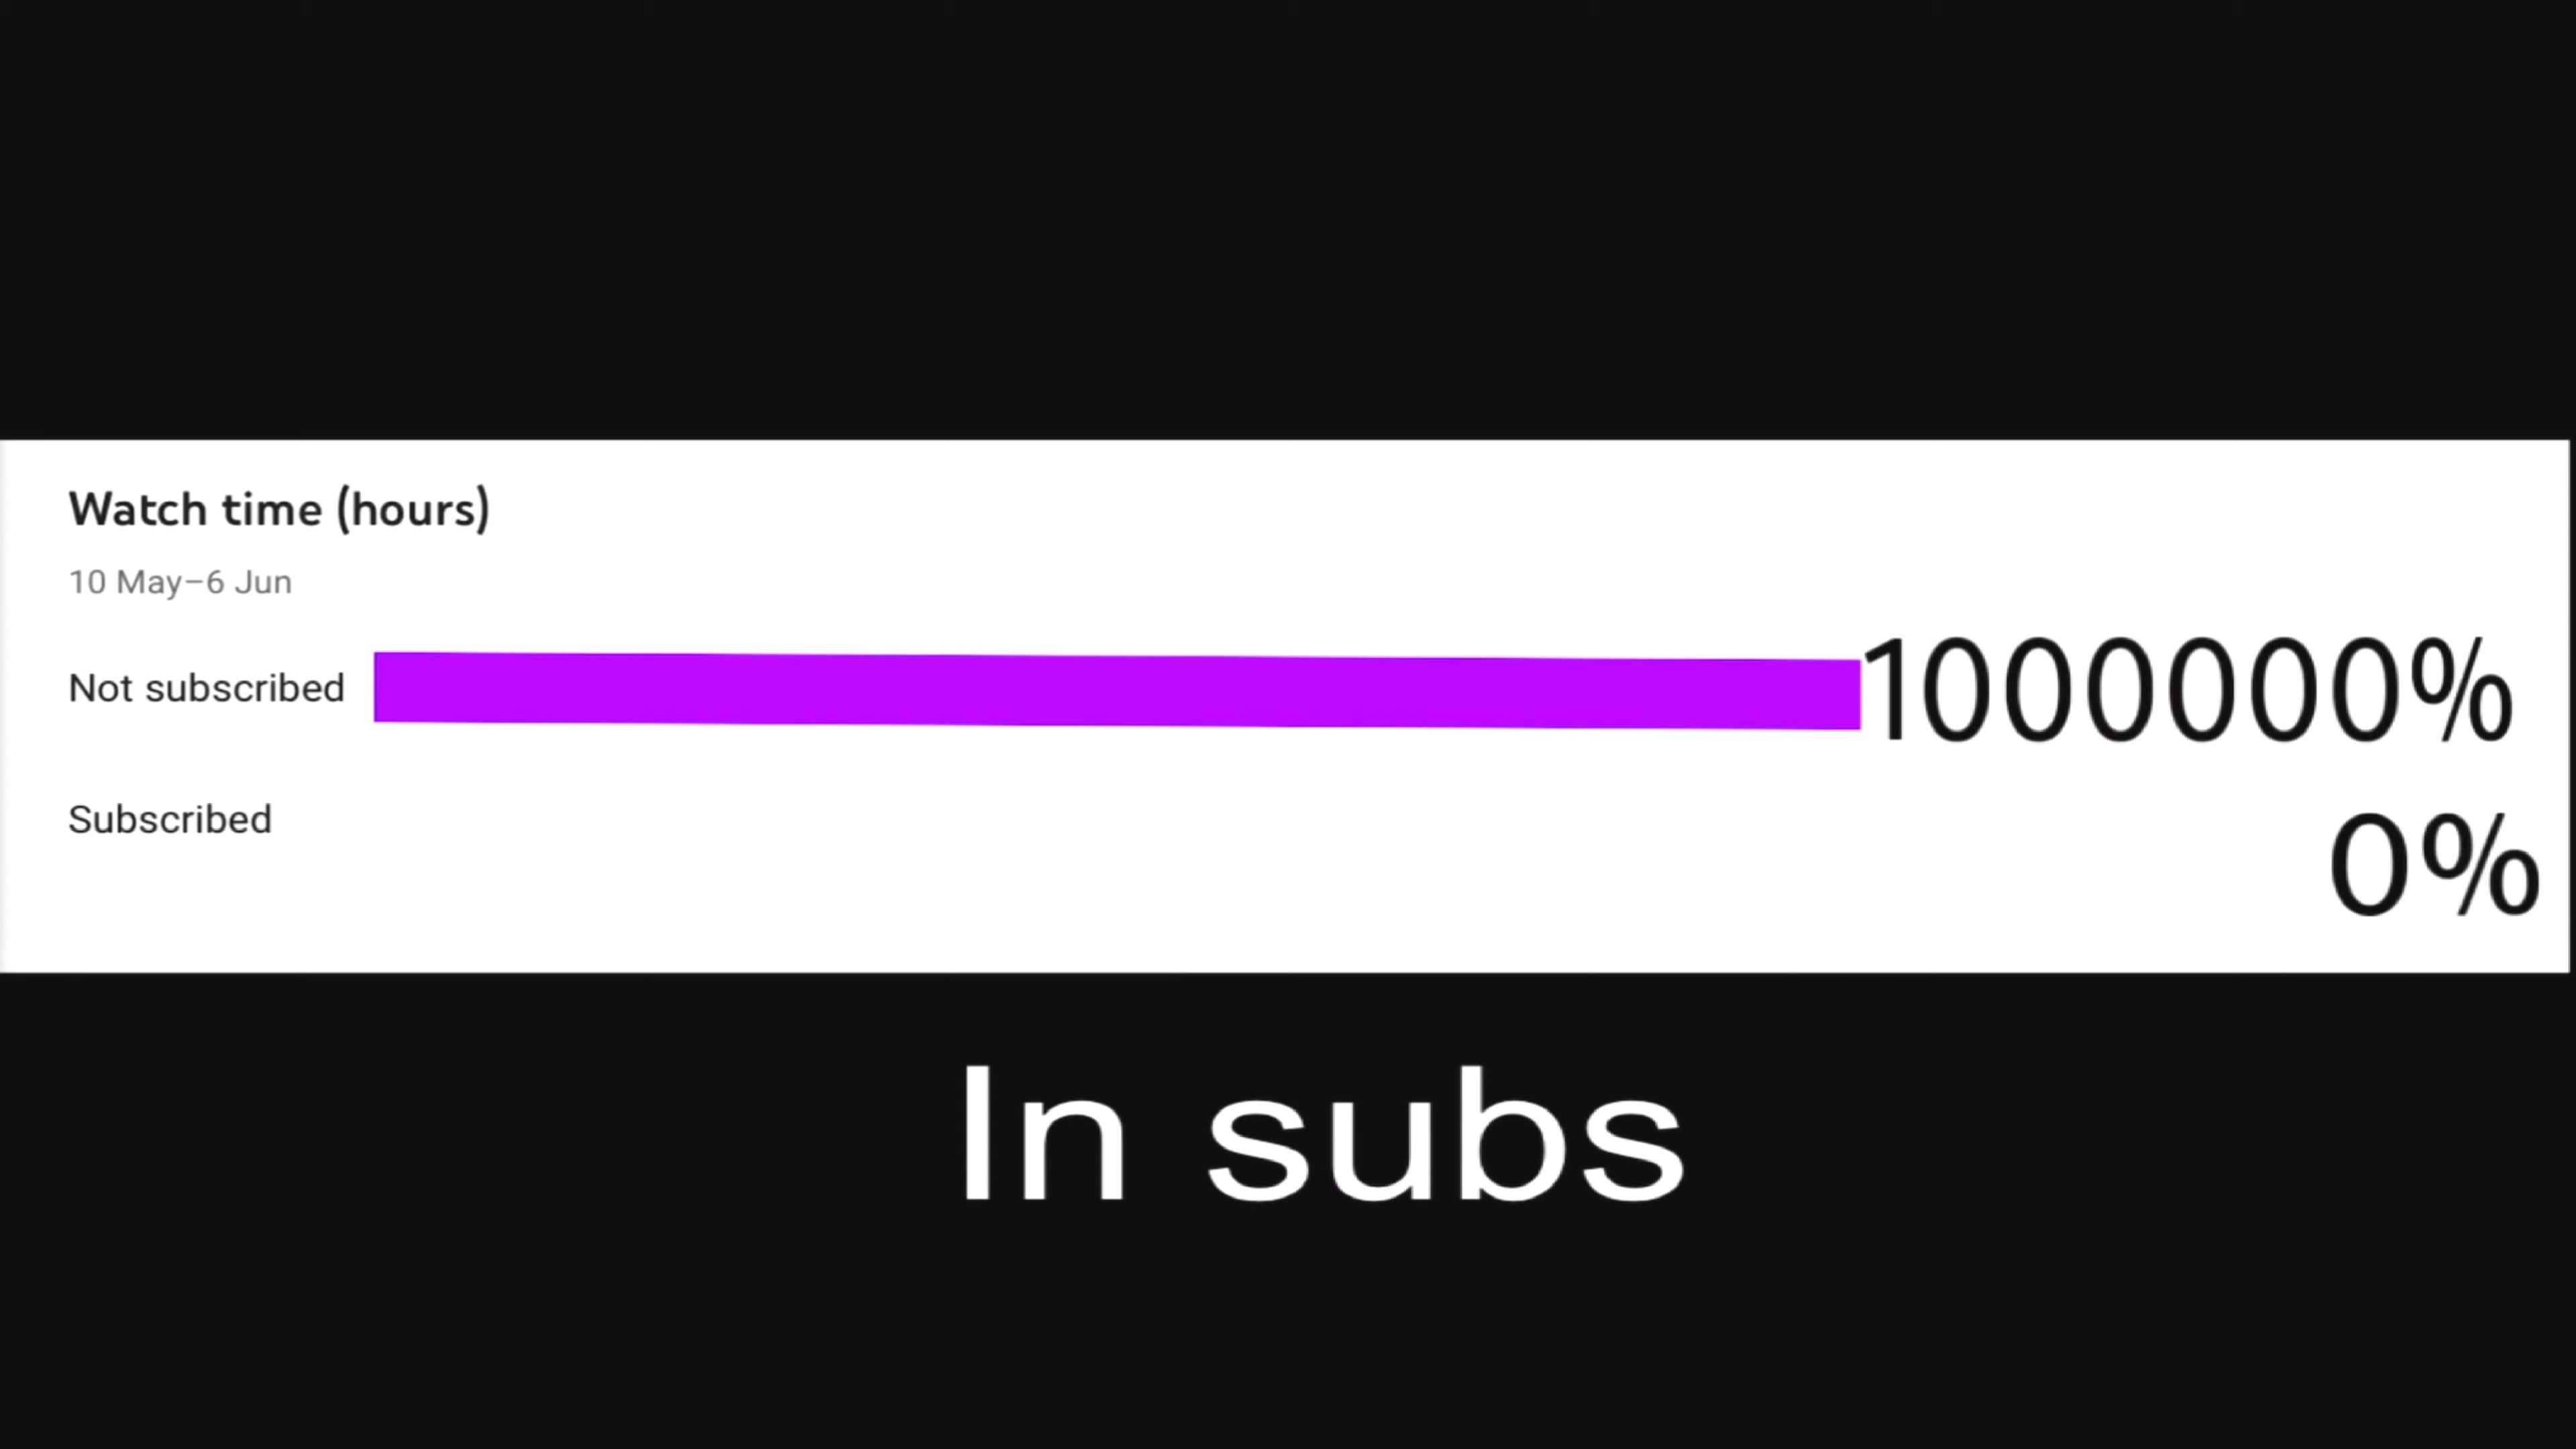 Watch time (hours)
10 May–6 Jun
Not subscribed 1000000%
Subscribed 0%
In subs